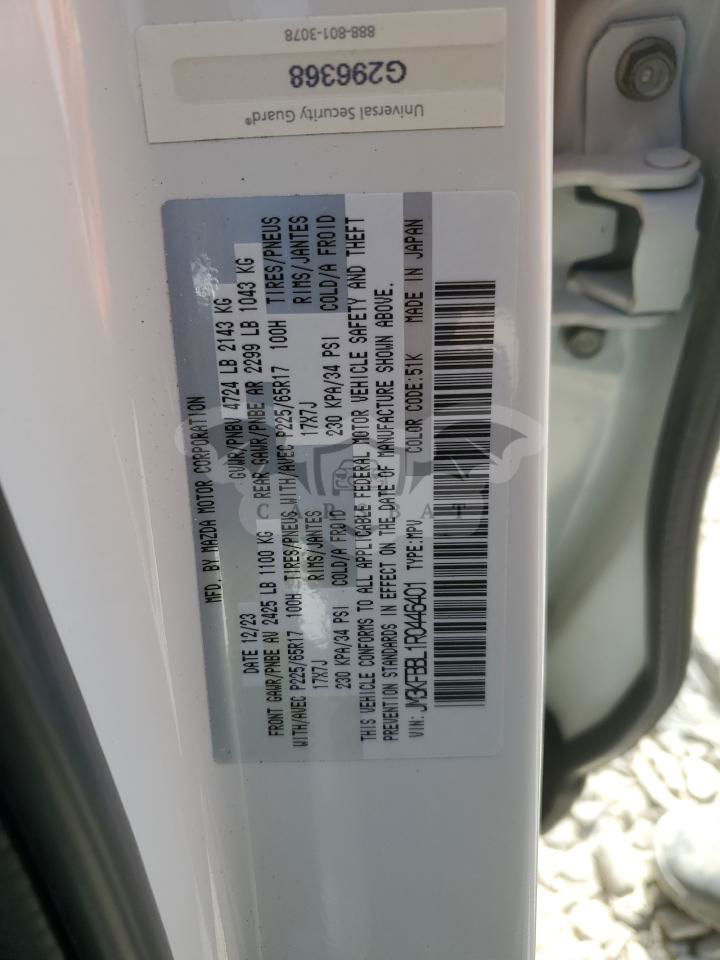 Universal Security Guard®
G296368
888-801-3078
MFD. BY MAZDA MOTOR CORPORATION
DATE 12/23 GVWR/PNBV 4724 LB 2143 KG
FRONT GAWR/PNBE AV 2425 LB 1100 KG REAR GAWR/PNBE AR 2299 LB 1043 KG
WITH/AVEC P225/65R17 100H TIRES/PNEUS WITH/AVEC P225/65R17 100H TIRES/PNEUS
17X7J RIMS/JANTES 17X7J RIMS/JANTES
230 KPA/34 PSI COLD/A FROID 230 KPA/34 PSI COLD/A FROID
THIS VEHICLE CONFORMS TO ALL APPLICABLE FEDERAL MOTOR VEHICLE SAFETY AND THEFT
PREVENTION STANDARDS IN EFFECT ON THE DATE OF MANUFACTURE SHOWN ABOVE.
VIN: JM3KFBBL1R0446401 TYPE:MPV COLOR CODE:51K MADE IN JAPAN
CAR BAT